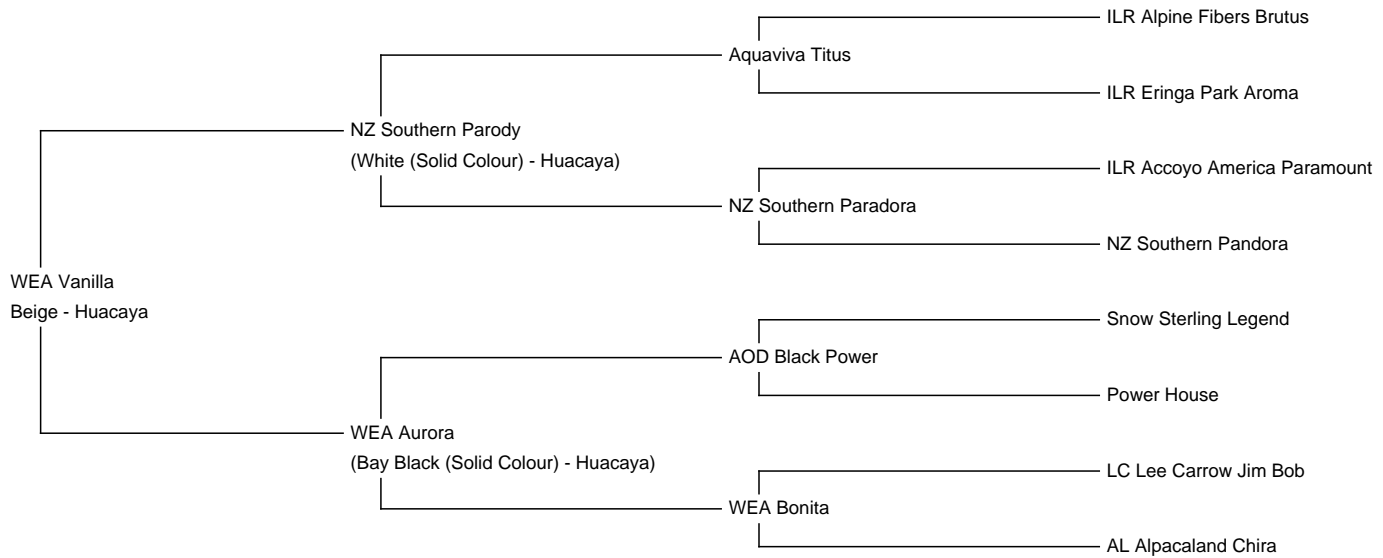 ILR Alpine Fibers Brutus
Aquaviva Titus
ILR Eringa Park Aroma
NZ Southern Parody
(White (Solid Colour) - Huacaya)
ILR Accoyo America Paramount
NZ Southern Paradora
NZ Southern Pandora
WEA Vanilla
Beige - Huacaya
Snow Sterling Legend
AOD Black Power
Power House
WEA Aurora
(Bay Black (Solid Colour) - Huacaya)
LC Lee Carrow Jim Bob
WEA Bonita
AL Alpacaland Chira